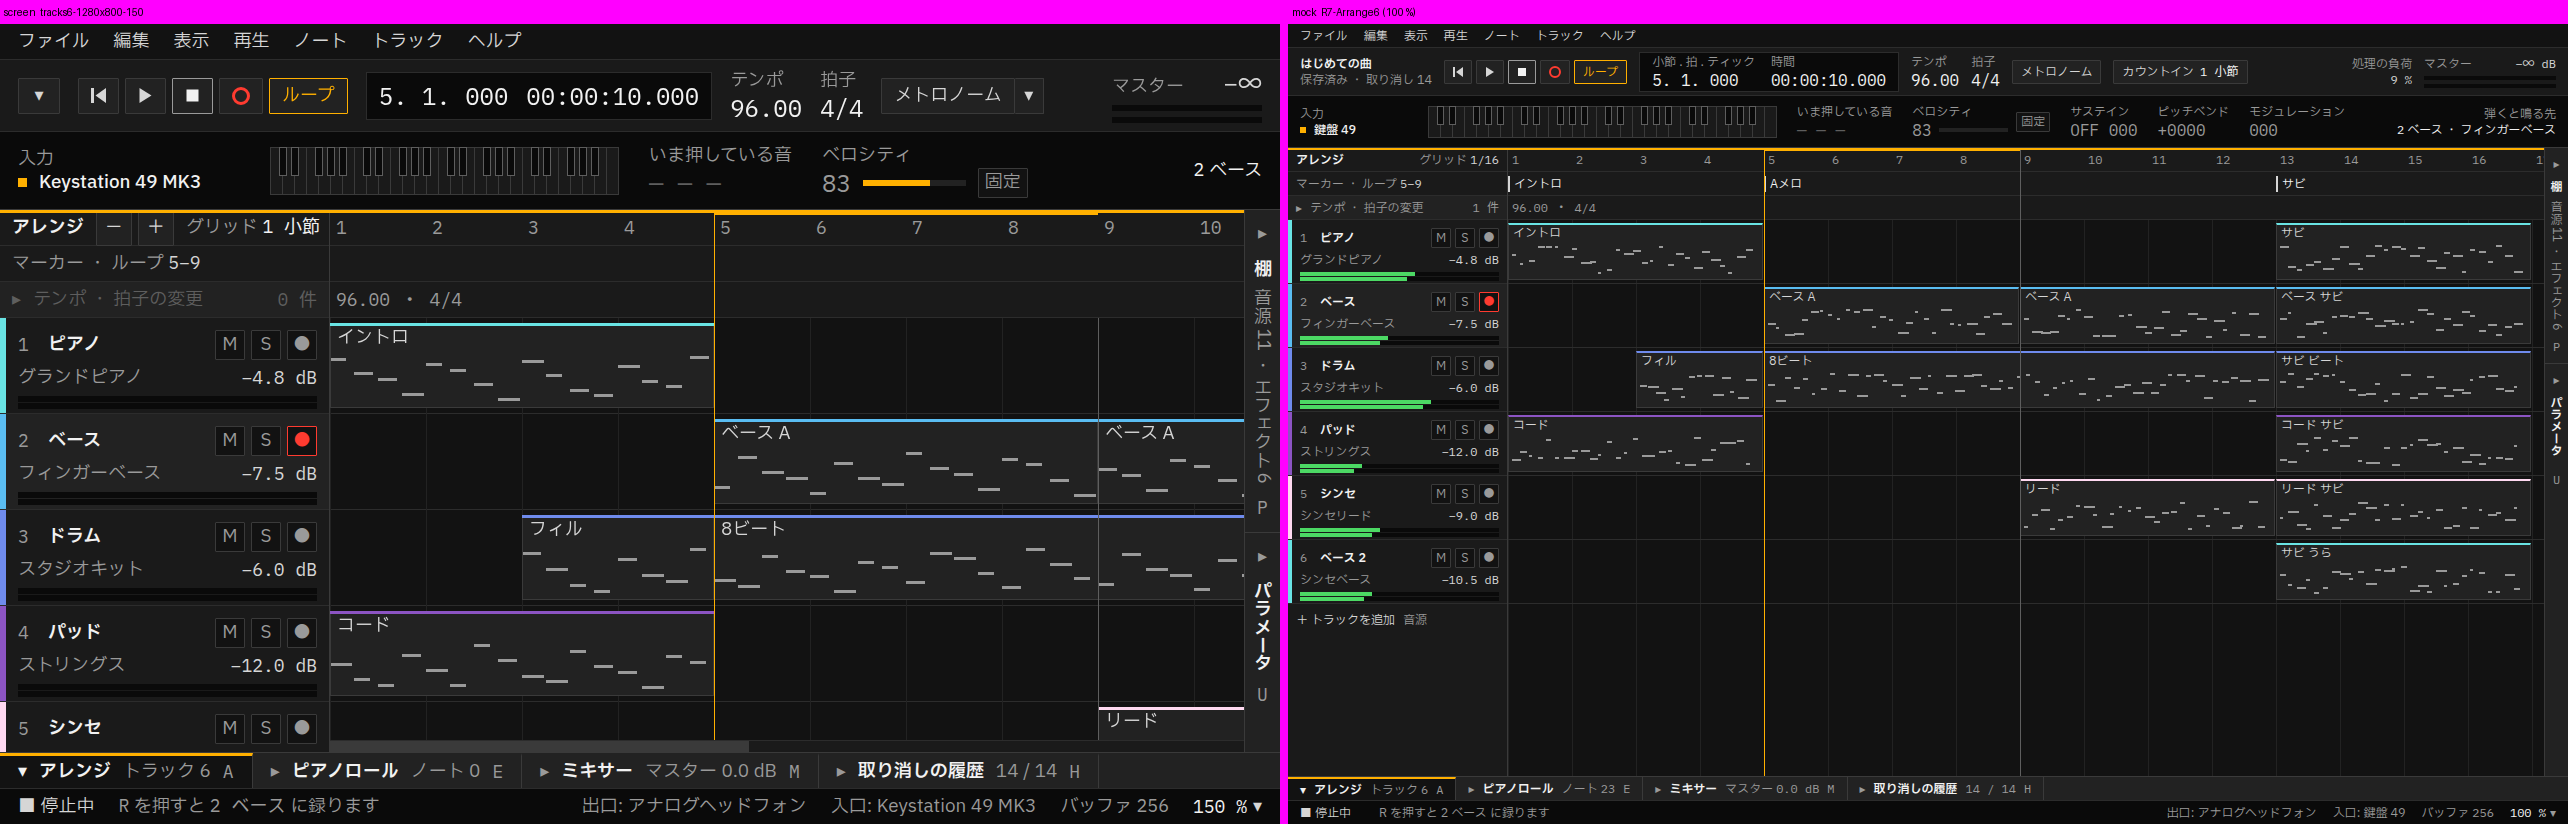 screen tracks6-1280x800-150
ファイル 編集 表示 再生 ノート トラック ヘルプ
▼ ループ 5. 1. 000 00:00:10.000 テンポ 96.00 拍子 4/4 メトロノーム ▼ マスター −∞
入力 いま押している音 ベロシティ
Keystation 49 MK3 — — — 83 固定 2 ベース
アレンジ − + グリッド 1 小節 1 2 3 4 5 6 7 8 9 10
マーカー ・ ループ 5–9
▶ テンポ ・ 拍子の変更 0 件 96.00 ・ 4/4
1 ピアノ M S ●
グランドピアノ −4.8 dB
イントロ
2 ベース M S ●
フィンガーベース −7.5 dB
ベース A ベース A
3 ドラム M S ●
スタジオキット −6.0 dB
フィル 8ビート
4 パッド M S ●
ストリングス −12.0 dB
コード
5 シンセ M S ●
リード
▶ 棚 音源 11 ・ エフェクト 6 P
▶ パラメータ U
▼ アレンジ トラック 6 A ▶ ピアノロール ノート 0 E ▶ ミキサー マスター 0.0 dB M ▶ 取り消しの履歴 14 / 14 H
■ 停止中 R を押すと 2 ベース に録ります 出口: アナログヘッドフォン 入口: Keystation 49 MK3 バッファ 256 150 % ▼
mock R7-Arrange6 (100%)
ファイル 編集 表示 再生 ノート トラック ヘルプ
はじめての曲
保存済み ・ 取り消し 14
ループ
小節 . 拍 . ティック 時間
5. 1. 000 00:00:10.000
テンポ 拍子
96.00 4/4
メトロノーム カウントイン 1 小節
処理の負荷 マスター −∞ dB
9 %
入力 いま押している音 ベロシティ サステイン ピッチベンド モジュレーション 弾くと鳴る先
鍵盤 49 — — — 83 固定 OFF 000 +0000 000 2 ベース ・ フィンガーベース
アレンジ グリッド 1/16 1 2 3 4 5 6 7 8 9 10 11 12 13 14 15 16 1
マーカー ・ ループ 5–9 イントロ Aメロ サビ
▶ テンポ ・ 拍子の変更 1 件 96.00 ・ 4/4
1 ピアノ M S ●
グランドピアノ −4.8 dB
イントロ サビ
2 ベース M S ●
フィンガーベース −7.5 dB
ベース A ベース A ベース サビ
3 ドラム M S ●
スタジオキット −6.0 dB
フィル 8ビート サビ ビート
4 パッド M S ●
ストリングス −12.0 dB
コード コード サビ
5 シンセ M S ●
シンセリード −9.0 dB
リード リード サビ
6 ベース 2 M S ●
シンセベース −10.5 dB
サビ うら
+ トラックを追加 音源
▶ 棚 音源 11 ・ エフェクト 6 P
▶ パラメータ U
▼ アレンジ トラック 6 A ▶ ピアノロール ノート 23 E ▶ ミキサー マスター 0.0 dB M ▶ 取り消しの履歴 14 / 14 H
■ 停止中 R を押すと 2 ベース に録ります 出口: アナログヘッドフォン 入口: 鍵盤 49 バッファ 256 100 % ▼